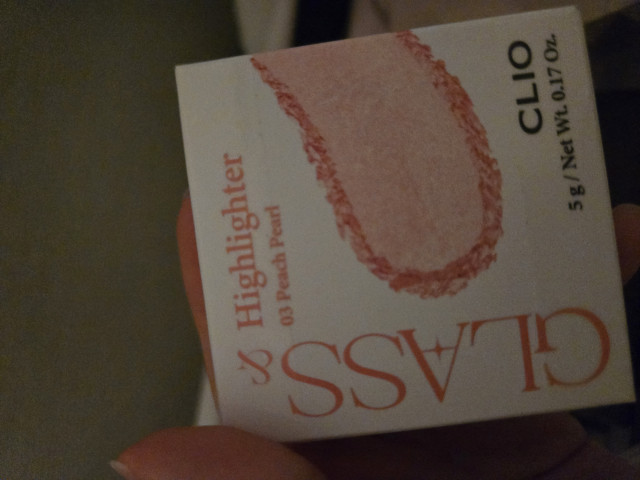 GLASS
& Highlighter
03 Peach Pearl
CLIO
5 g / Net Wt. 0.17 Oz.